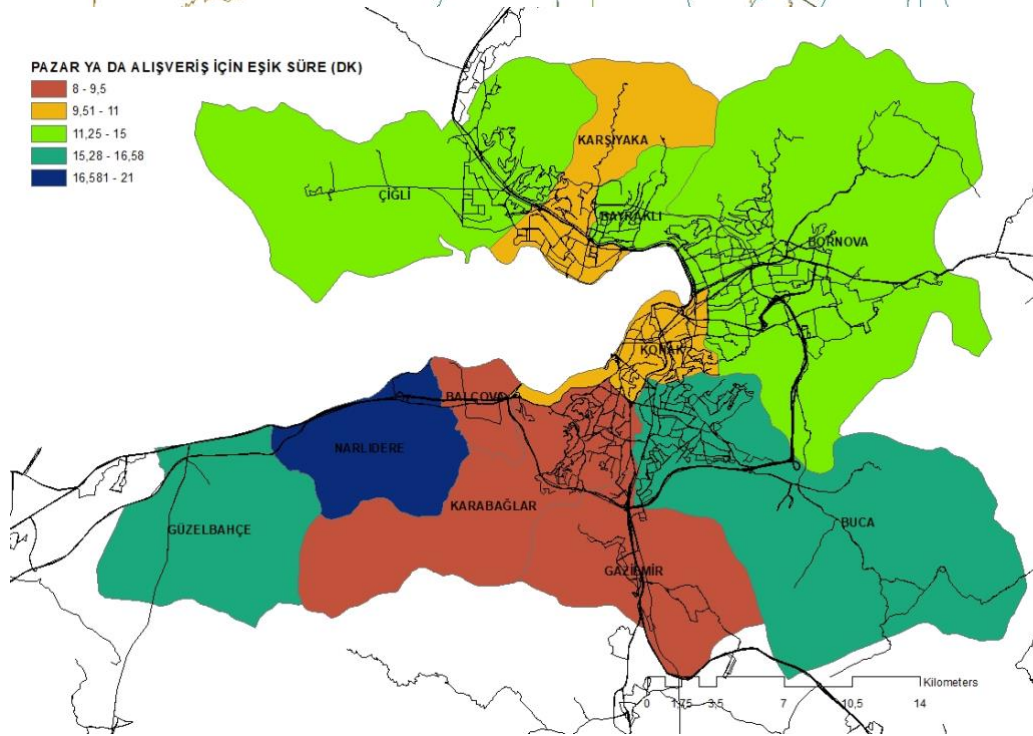 PAZAR YA DA ALIŞVERİŞ İÇİN EŞİK SÜRE (DK)
8 - 9,5
9,51 - 11
11,25 - 15
15,28 - 16,58
16,581 - 21
KARŞIYAKA
ÇİĞLİ
BAYRAKLI
BORNOVA
KONAK
BALÇOVA
NARLIDERE
KARABAĞLAR
GÜZELBAHÇE
BUCA
GAZİEMİR
Kilometers
0 1,75 3,5 7 10,5 14